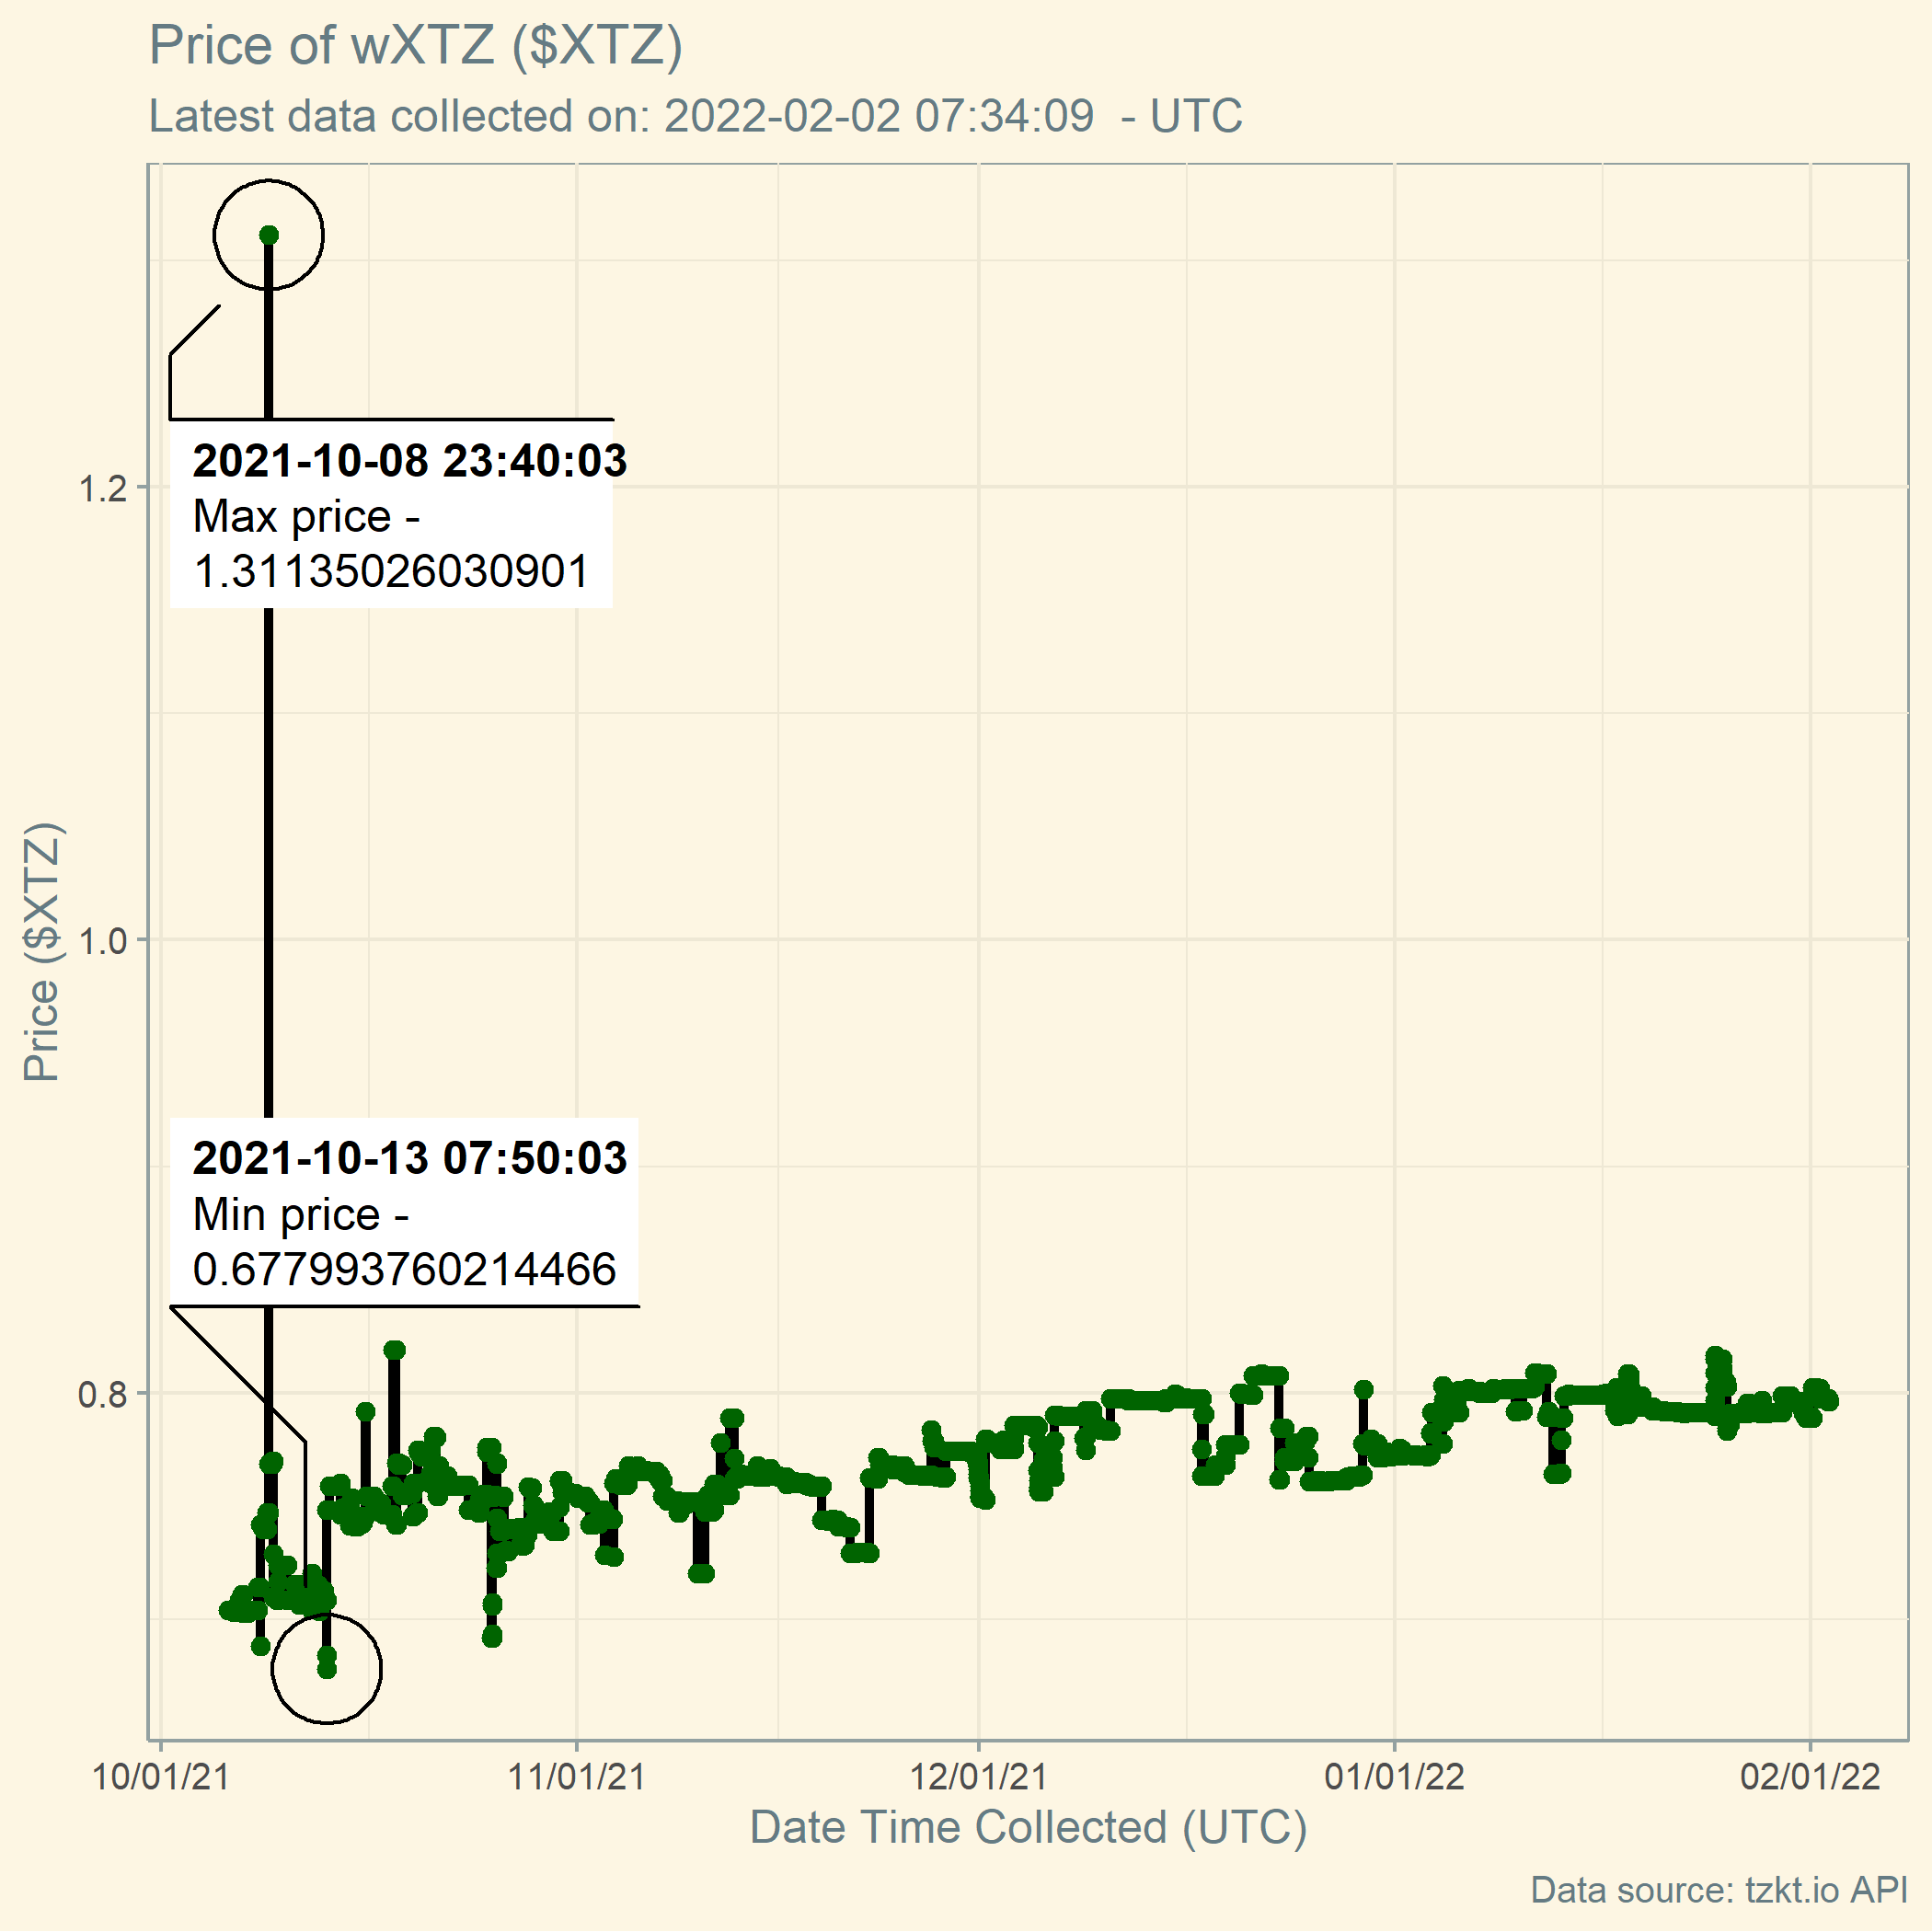 Price of wXTZ ($XTZ)
Latest data collected on: 2022-02-02 07:34:09  - UTC
2021-10-08 23:40:03
Max price -
1.31135026030901
2021-10-13 07:50:03
Min price -
0.677993760214466
Price ($XTZ)
1.2
1.0
0.8
10/01/21
11/01/21
12/01/21
01/01/22
02/01/22
Date Time Collected (UTC)
Data source: tzkt.io API